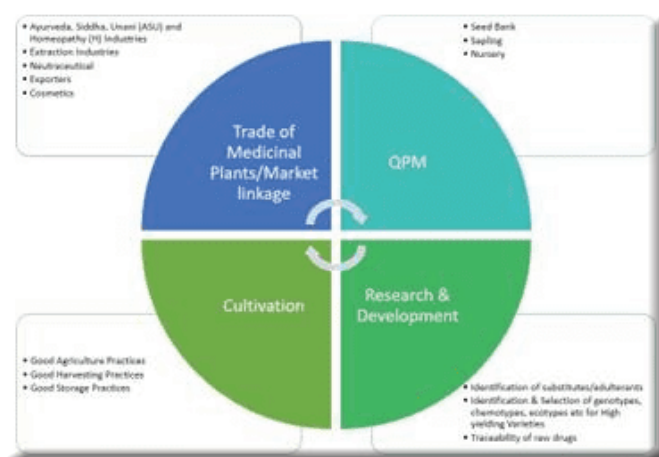 • Ayurveda, Siddha, Unani (ASU) and
Homeopathy (H) Industries
• Extraction Industries
• Neutraceutical
• Exporters
• Cosmetics
• Seed Bank
• Sapling
• Nursery
Trade of
Medicinal
Plants/Market
linkage
QPM
Cultivation
Research &
Development
• Good Agriculture Practices
• Good Harvesting Practices
• Good Storage Practices
• Identification of substitutes/adulterants
• Identification & Selection of genotypes,
chemotypes, ecotypes etc for High
yielding Varieties
• Traceability of raw drugs